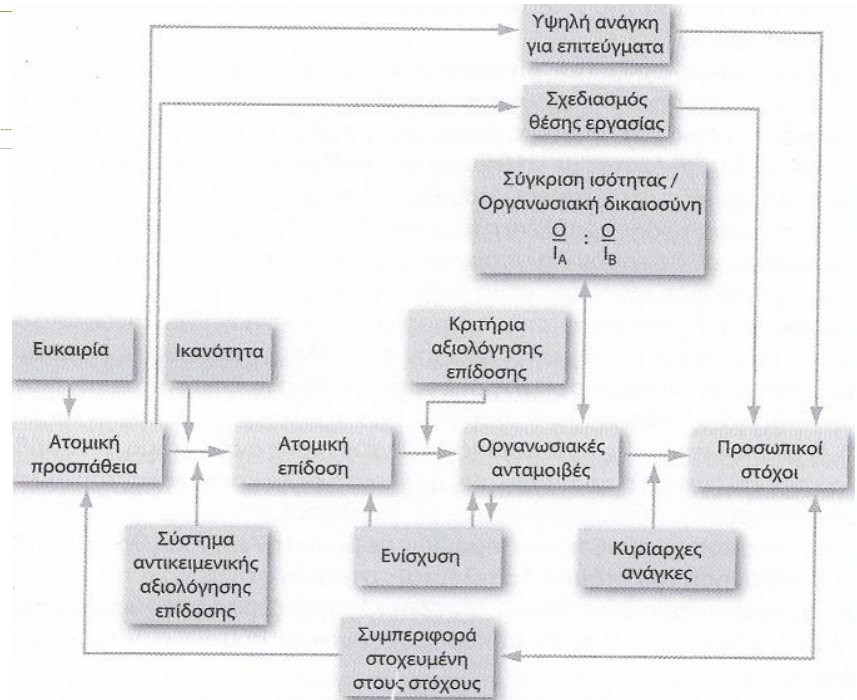 Υψηλή ανάγκη
για επιτεύγματα
Σχεδιασμός
θέσης εργασίας
Σύγκριση ισότητας /
Οργανωσιακή δικαιοσύνη
O : O
I_A I_B
Κριτήρια
αξιολόγησης
επίδοσης
Ευκαιρία
Ικανότητα
Ατομική
προσπάθεια
Ατομική
επίδοση
Οργανωσιακές
ανταμοιβές
Προσωπικοί
στόχοι
Σύστημα
αντικειμενικής
αξιολόγησης
επίδοσης
Ενίσχυση
Κυρίαρχες
ανάγκες
Συμπεριφορά
στοχευμένη
στους στόχους